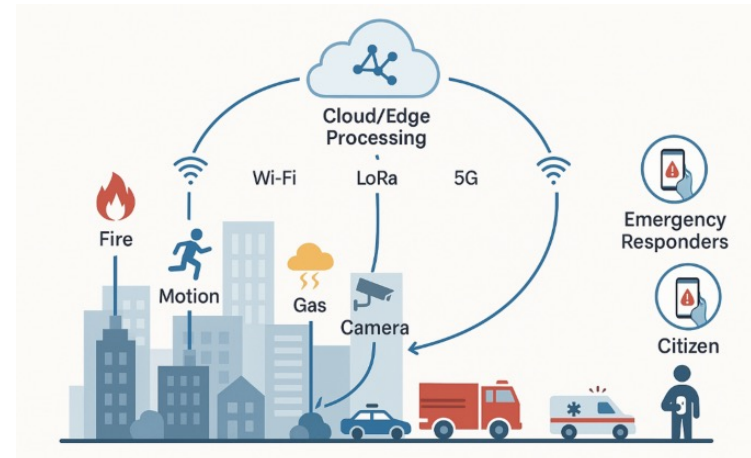 Cloud/Edge
Processing
Wi-Fi
LoRa
5G
Fire
Motion
Gas
Camera
Emergency
Responders
Citizen